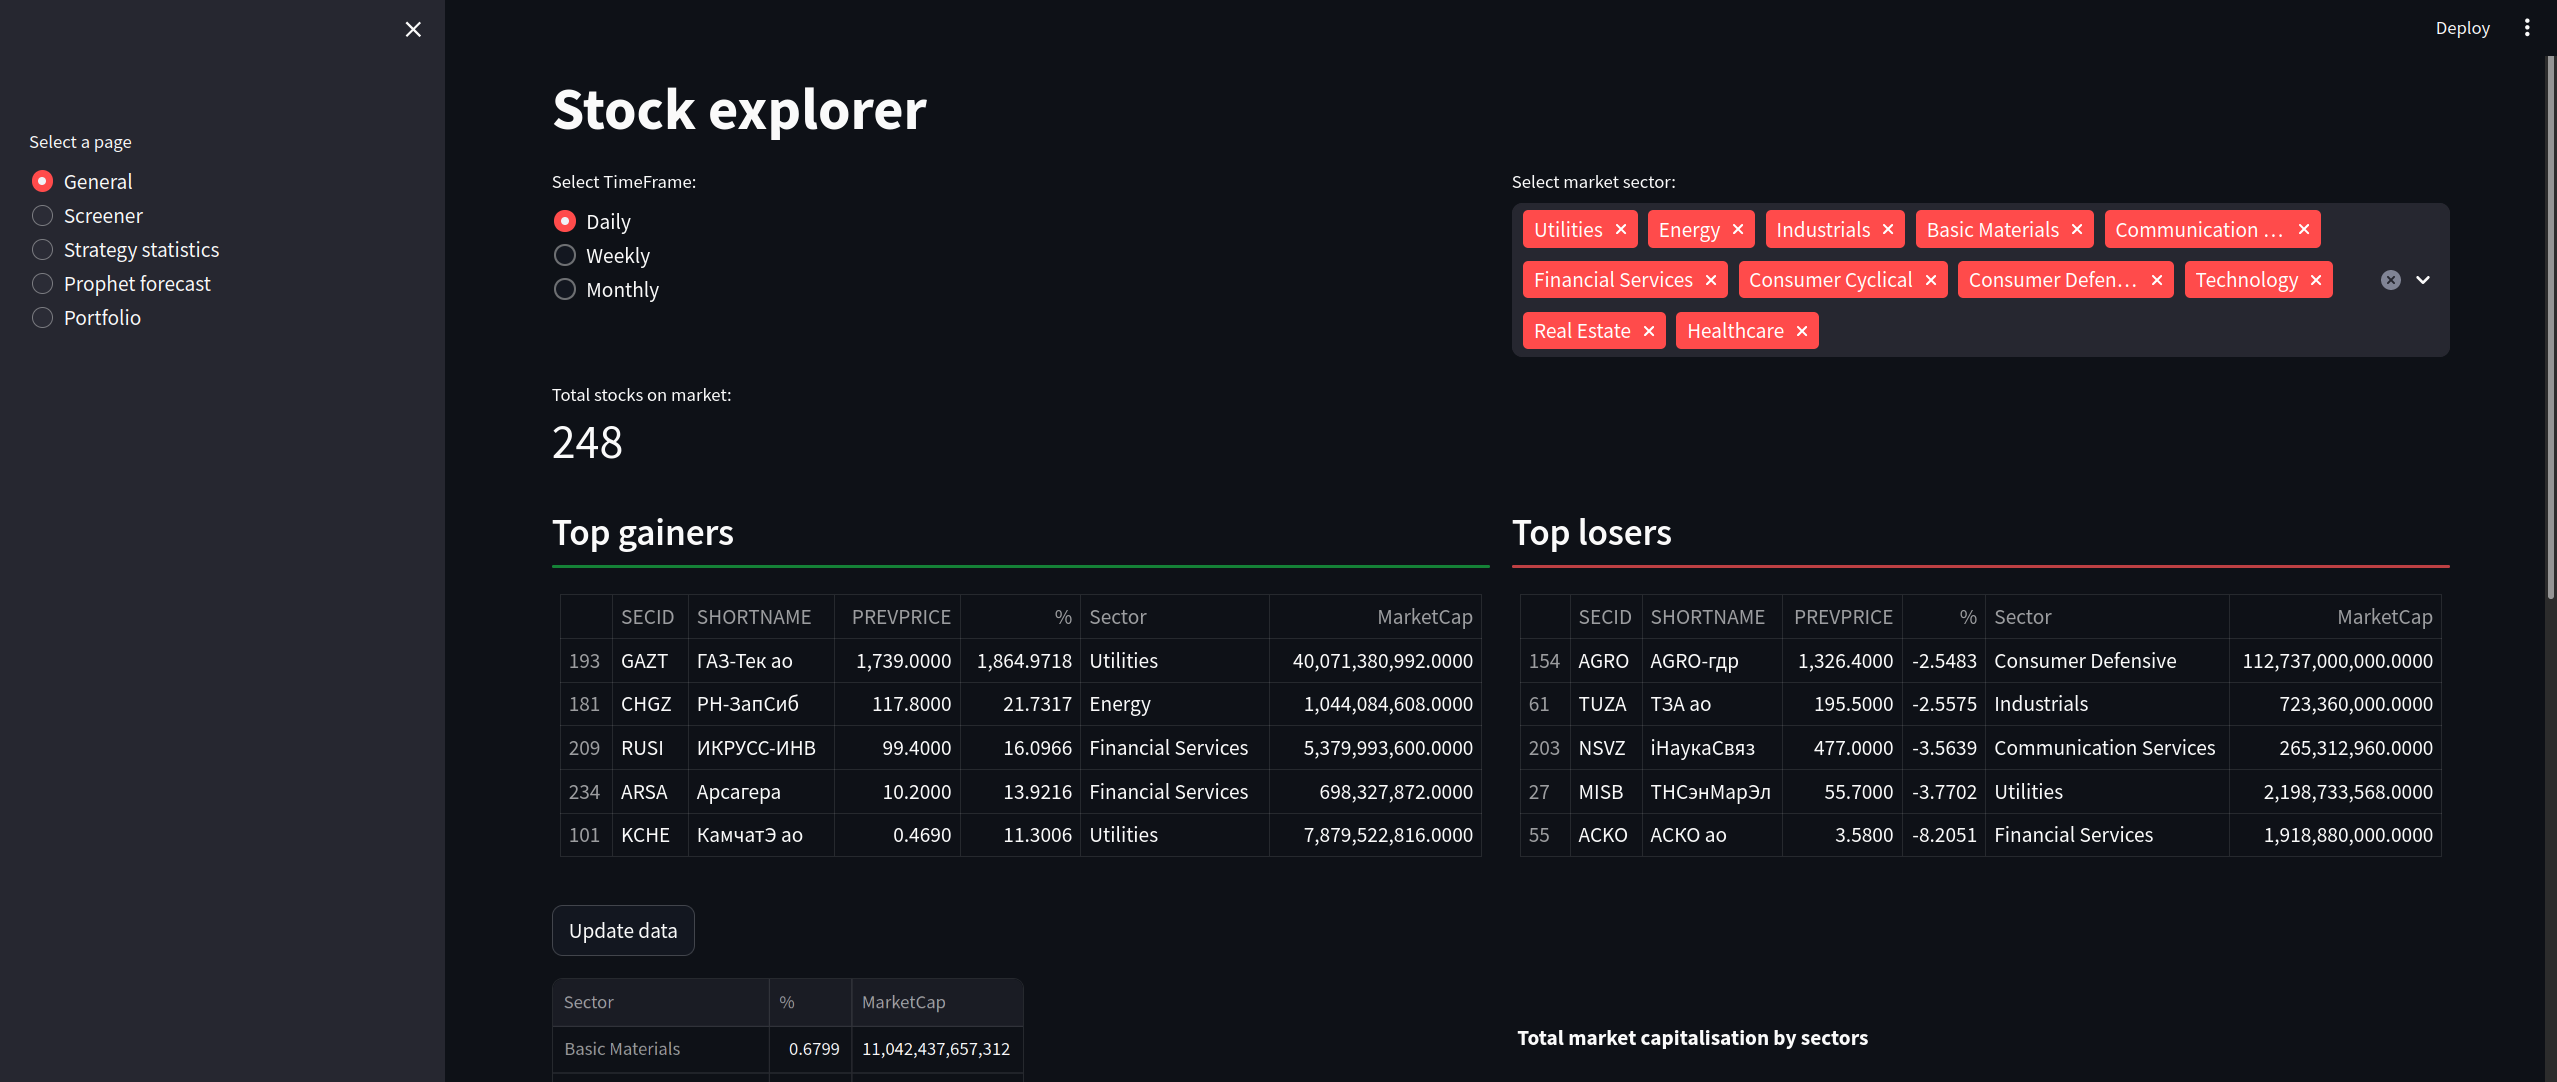 Deploy
Select a page
General
Screener
Strategy statistics
Prophet forecast
Portfolio
Stock explorer
Select TimeFrame:
Daily
Weekly
Monthly
Select market sector:
Utilities Energy Industrials Basic Materials Communication ...
Financial Services Consumer Cyclical Consumer Defen... Technology
Real Estate Healthcare
Total stocks on market:
248
Top gainers
SECID SHORTNAME PREVPRICE % Sector MarketCap
193 GAZT ГАЗ-Тек ао 1,739.0000 1,864.9718 Utilities 40,071,380,992.0000
181 CHGZ РН-ЗапСиб 117.8000 21.7317 Energy 1,044,084,608.0000
209 RUSI ИКРУСС-ИНВ 99.4000 16.0966 Financial Services 5,379,993,600.0000
234 ARSA Арсагера 10.2000 13.9216 Financial Services 698,327,872.0000
101 KCHE КамчатЭ ао 0.4690 11.3006 Utilities 7,879,522,816.0000
Top losers
SECID SHORTNAME PREVPRICE % Sector MarketCap
154 AGRO AGRO-гдр 1,326.4000 -2.5483 Consumer Defensive 112,737,000,000.0000
61 TUZA ТЗА ао 195.5000 -2.5575 Industrials 723,360,000.0000
203 NSVZ iНаукаСвяз 477.0000 -3.5639 Communication Services 265,312,960.0000
27 MISB ТНСэнМарЭл 55.7000 -3.7702 Utilities 2,198,733,568.0000
55 ACKO АСКО ао 3.5800 -8.2051 Financial Services 1,918,880,000.0000
Update data
Sector % MarketCap
Basic Materials 0.6799 11,042,437,657,312
Total market capitalisation by sectors